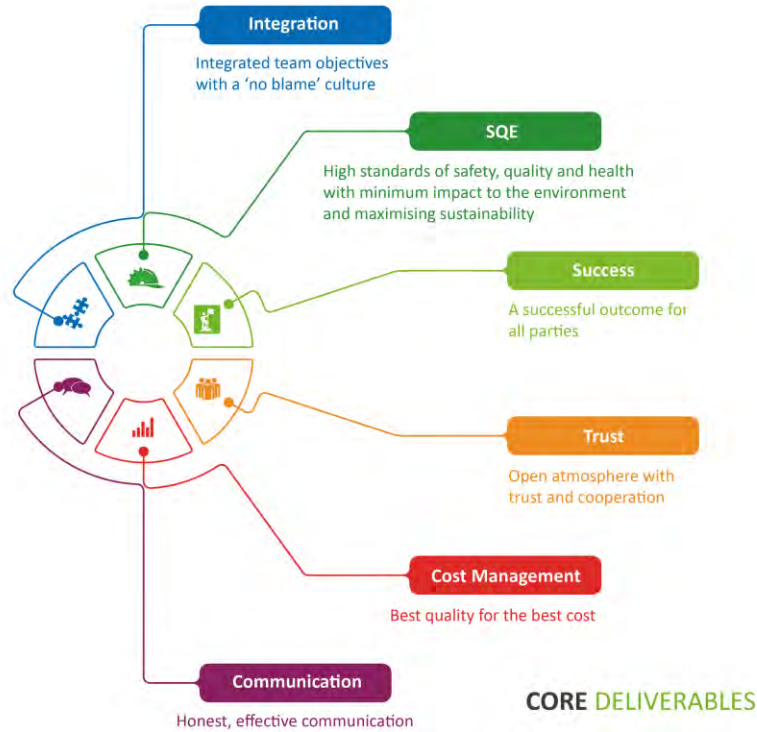 Integration
Integrated team objectives
with a ‘no blame’ culture
SQE
High standards of safety, quality and health
with minimum impact to the environment
and maximising sustainability
Success
A successful outcome for
all parties
Trust
Open atmosphere with
trust and cooperation
Cost Management
Best quality for the best cost
Communication
Honest, effective communication
CORE DELIVERABLES